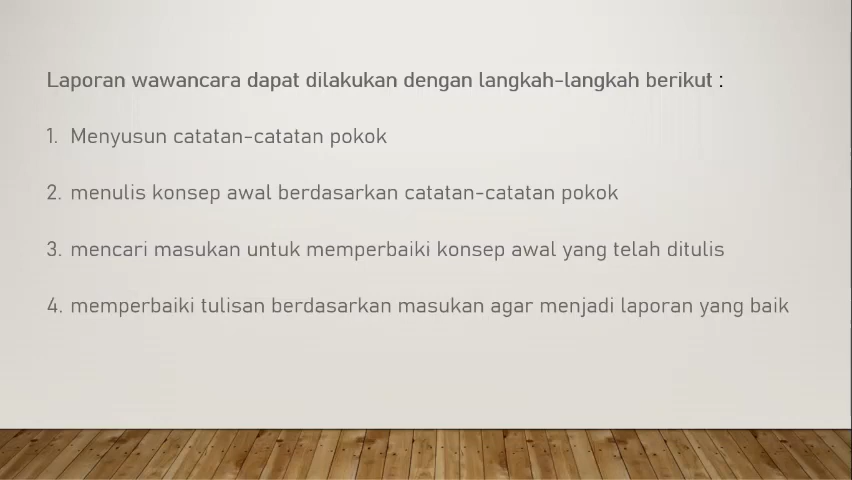 Laporan wawancara dapat dilakukan dengan langkah-langkah berikut :
1. Menyusun catatan-catatan pokok
2. menulis konsep awal berdasarkan catatan-catatan pokok
3. mencari masukan untuk memperbaiki konsep awal yang telah ditulis
4. memperbaiki tulisan berdasarkan masukan agar menjadi laporan yang baik